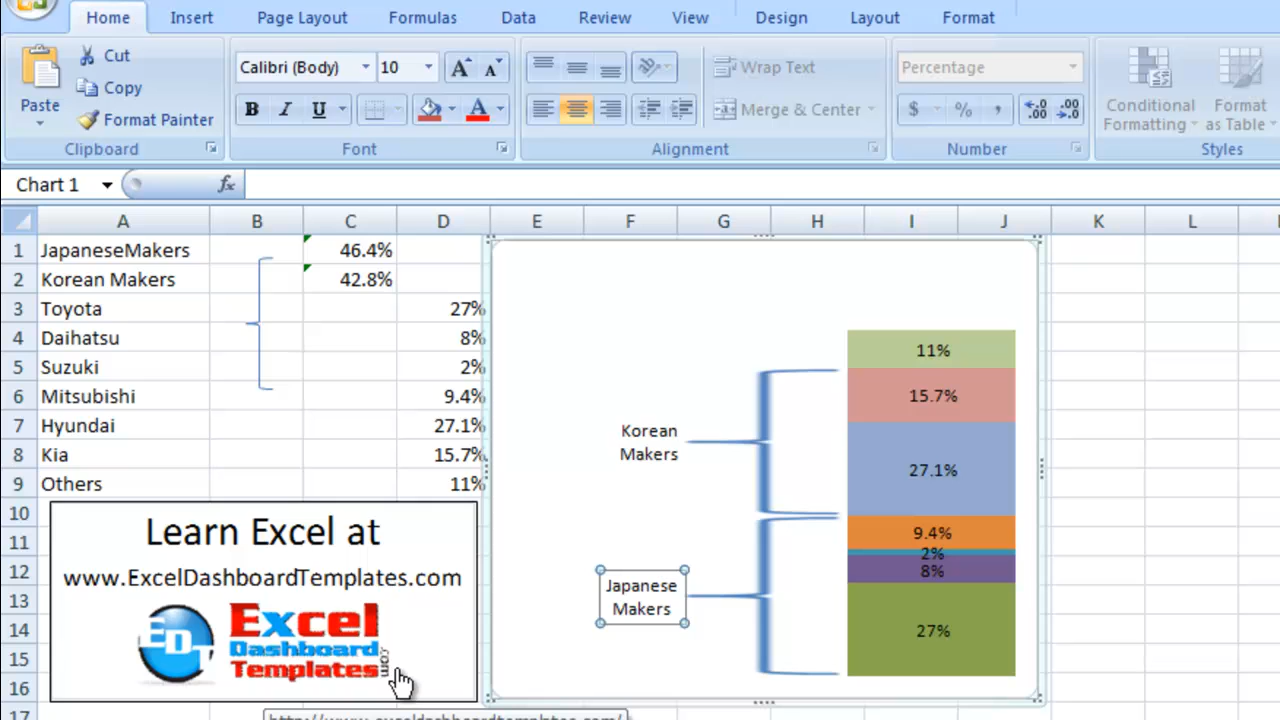 Home Insert Page Layout Formulas Data Review View Design Layout Format
Cut
Copy
Format Painter
Paste
Clipboard
Calibri (Body) 10
A A
B I U A
Font
Wrap Text
Merge & Center
Alignment
Percentage
$ % ,
Number
Conditional Formatting
Format as Table
Styles
Chart 1 fx
A B C D E F G H I J K L
1 JapaneseMakers 46.4%
2 Korean Makers 42.8%
3 Toyota 27%
4 Daihatsu 8%
5 Suzuki 2%
6 Mitsubishi 9.4%
7 Hyundai 27.1%
8 Kia 15.7%
9 Others 11%
10
11
12
13
14
15
16
17
Learn Excel at
www.ExcelDashboardTemplates.com
EDT
Excel
Dashboard
Templates
.com
http://www.exceldashboardtemplates.com/
11%
15.7%
Korean
Makers
27.1%
9.4%
2%
8%
Japanese
Makers
27%